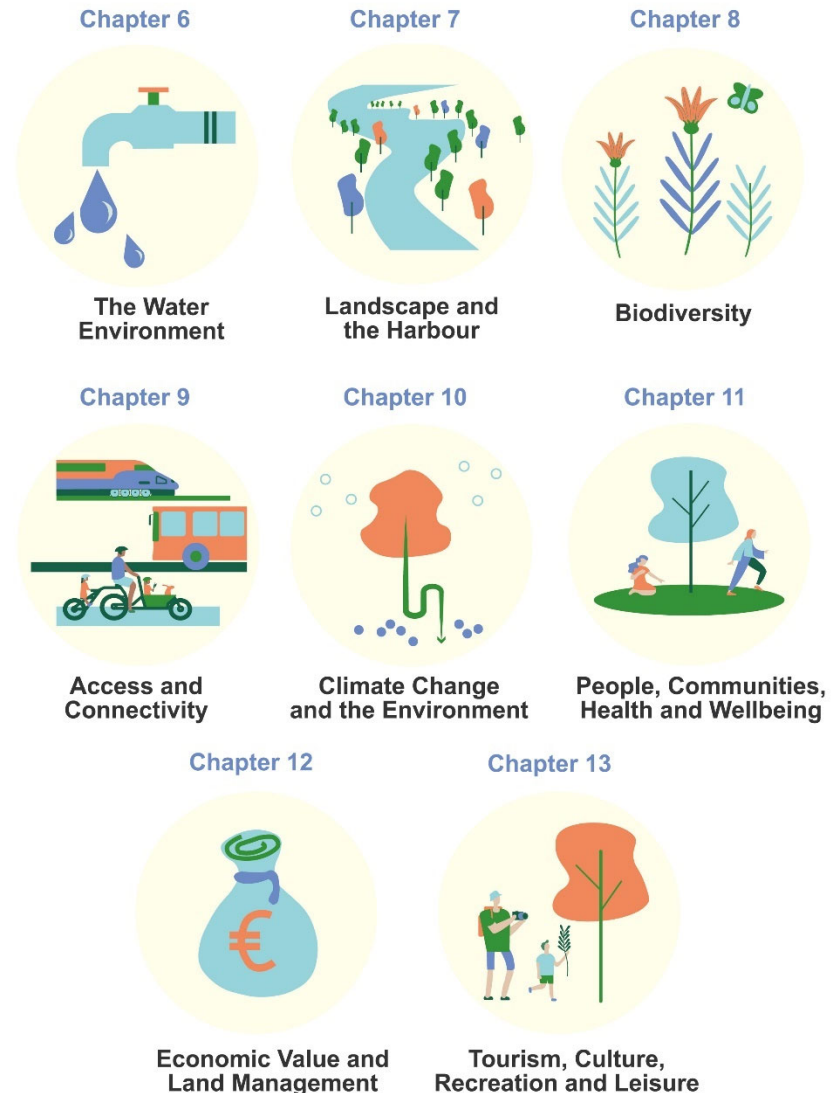 Chapter 6
Chapter 7
Chapter 8
The Water
Environment
Landscape and
the Harbour
Biodiversity
Chapter 9
Chapter 10
Chapter 11
Access and
Connectivity
Climate Change
and the Environment
People, Communities,
Health and Wellbeing
Chapter 12
Chapter 13
€
Economic Value and
Land Management
Tourism, Culture,
Recreation and Leisure